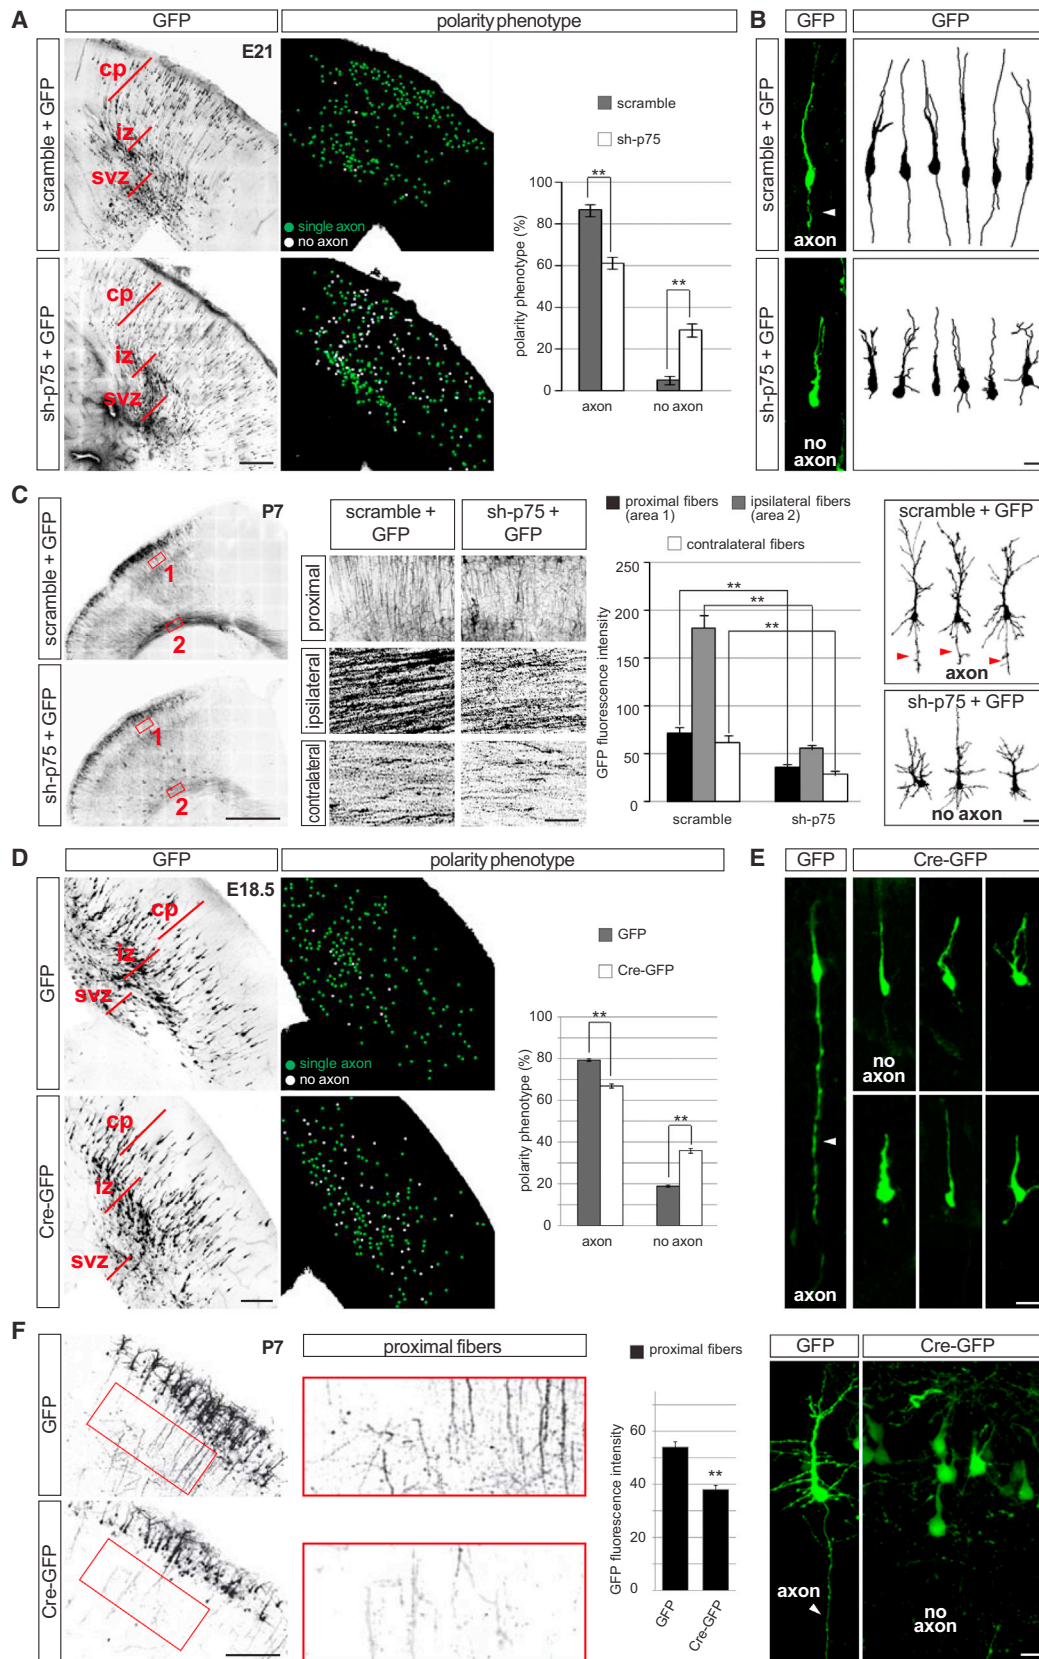 A
GFP
polarity phenotype
scramble + GFP
E21
cp
iz
svz
single axon
no axon
sh-p75 + GFP
cp
iz
svz
scramble
sh-p75
polarity phenotype (%)
100
80
60
40
20
0
**
**
axon
no axon
B
GFP
GFP
scramble + GFP
axon
sh-p75 + GFP
no
axon
C
scramble + GFP
P7
1
2
sh-p75 + GFP
1
2
scramble +
GFP
sh-p75 +
GFP
proximal
ipsilateral
contralateral
proximal fibers
(area 1)
ipsilateral fibers
(area 2)
contralateral fibers
GFP fluorescence intensity
250
200
150
100
50
0
**
**
**
scramble
sh-p75
scramble + GFP
axon
sh-p75 + GFP
no axon
D
GFP
polarity phenotype
GFP
E18.5
cp
iz
svz
single axon
no axon
Cre-GFP
cp
iz
svz
GFP
Cre-GFP
polarity phenotype (%)
100
80
60
40
20
0
**
**
axon
no axon
E
GFP
Cre-GFP
no
axon
axon
F
GFP
P7
Cre-GFP
proximal fibers
proximal fibers
GFP fluorescence intensity
60
40
20
0
**
GFP
Cre-GFP
GFP
Cre-GFP
axon
no
axon